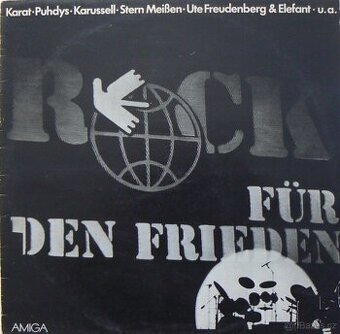 Karat · Puhdys · Karussell · Stern Meißen · Ute Freudenberg & Elefant · u. a.
ROCK
FÜR
DEN FRIEDEN
AMIGA